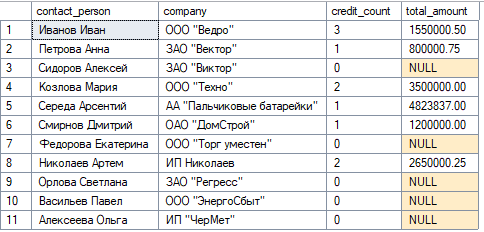 contact_person company credit_count total_amount
1 Иванов Иван ООО "Ведро" 3 1550000.50
2 Петрова Анна ЗАО "Вектор" 1 800000.75
3 Сидоров Алексей ЗАО "Виктор" 0 NULL
4 Козлова Мария ООО "Техно" 2 3500000.00
5 Середа Арсентий АА "Пальчиковые батарейки" 1 4823837.00
6 Смирнов Дмитрий ОАО "ДомСтрой" 1 1200000.00
7 Федорова Екатерина ООО "Торг уместен" 0 NULL
8 Николаев Артем ИП Николаев 2 2650000.25
9 Орлова Светлана ЗАО "Регресс" 0 NULL
10 Васильев Павел ООО "ЭнергоСбыт" 0 NULL
11 Алексеева Ольга ИП "ЧерМет" 0 NULL